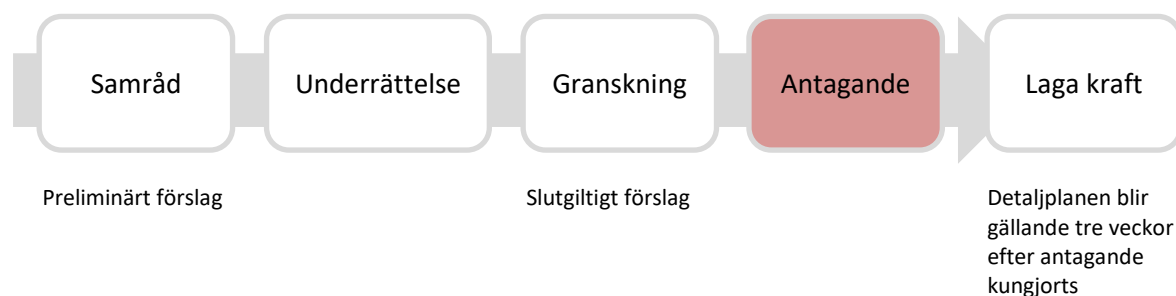 Samråd
Underrättelse
Granskning
Antagande
Laga kraft
Preliminärt förslag
Slutgiltigt förslag
Detaljplanen blir
gällande tre veckor
efter antagande
kungjorts